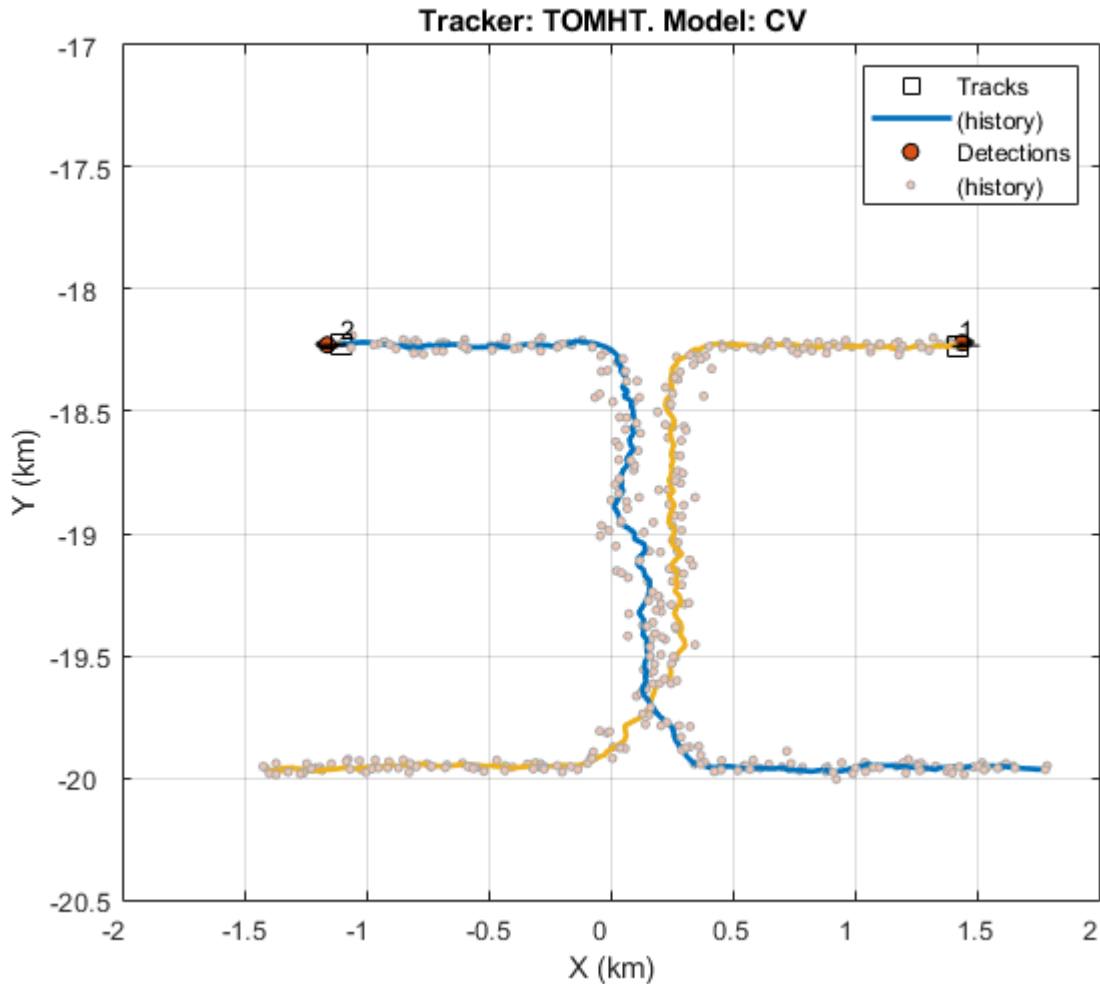 Tracker: TOMHT. Model: CV
-17
Tracks
(history)
Detections
(history)
-17.5
-18
2
1
-18.5
Y (km)
-19
-19.5
-20
-20.5
-2 -1.5 -1 -0.5 0 0.5 1 1.5 2
X (km)